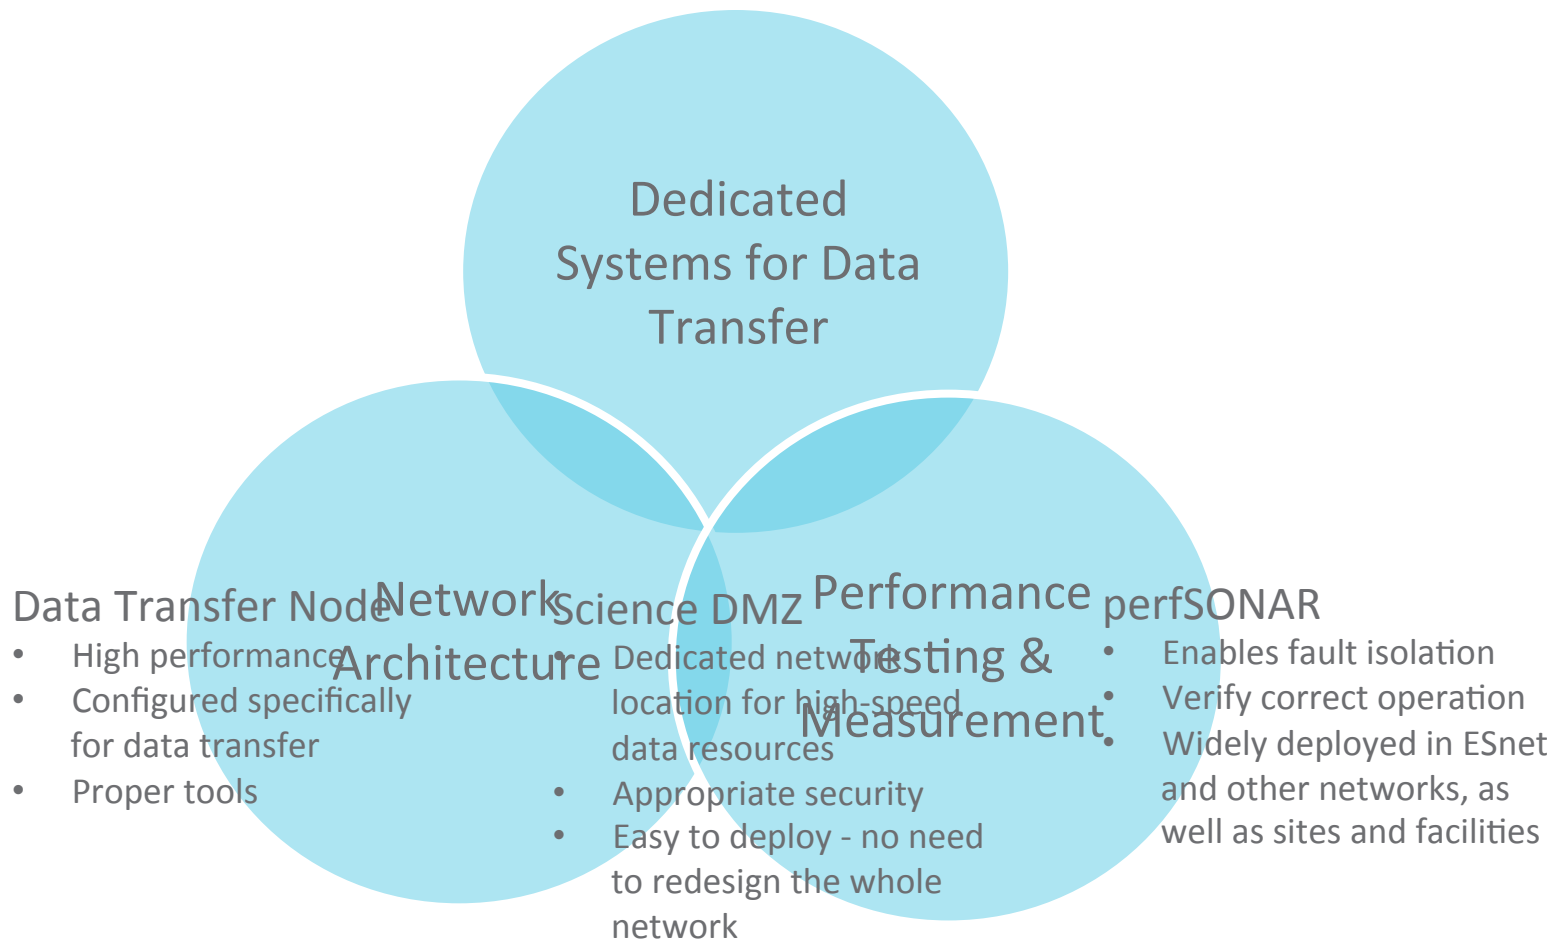 Dedicated
Systems for Data
Transfer
Network
Architecture
Performance
Testing &
Measurement
Data Transfer Node
• High performance
• Configured specifically
for data transfer
• Proper tools
Science DMZ
• Dedicated network
location for high-speed
data resources
• Appropriate security
• Easy to deploy - no need
to redesign the whole
network
perfSONAR
• Enables fault isolation
• Verify correct operation
• Widely deployed in ESnet
and other networks, as
well as sites and facilities